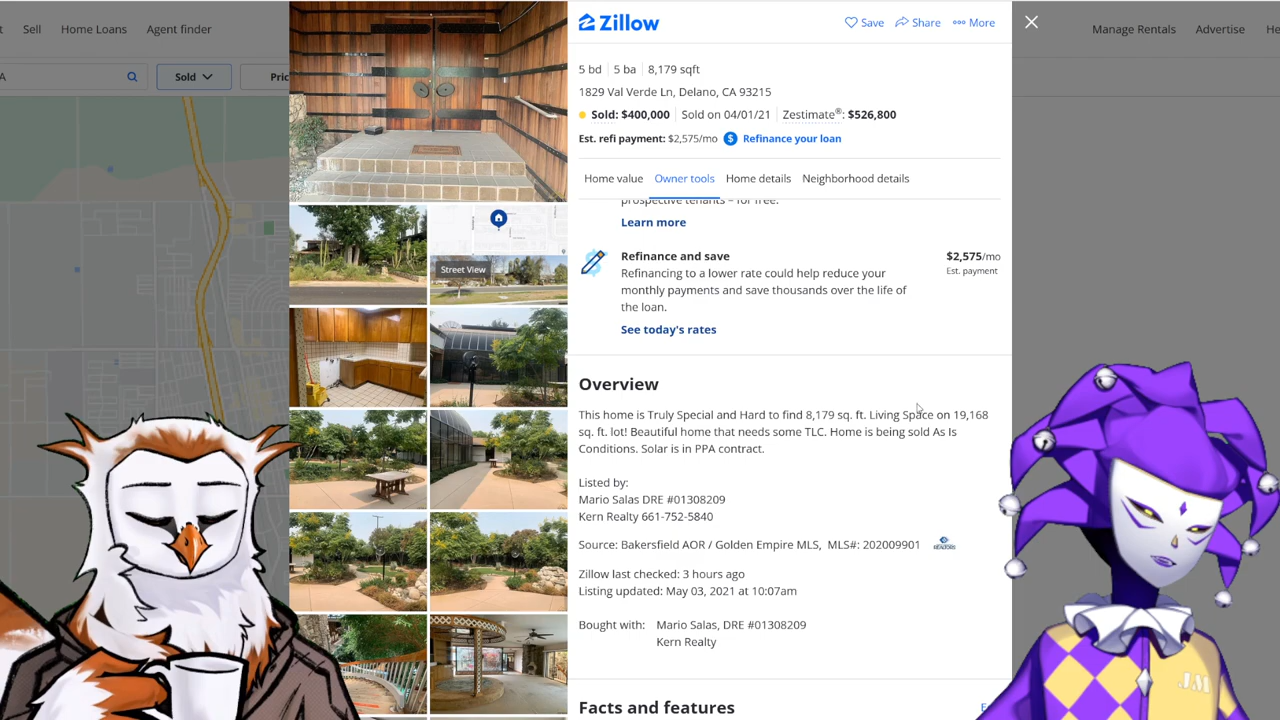 Sell
Home Loans
Agent finder
Zillow
Save
Share
More
Manage Rentals
Advertise
A
Sold
5 bd
5 ba
8,179 sqft
1829 Val Verde Ln, Delano, CA 93215
Sold: $400,000
Sold on 04/01/21
Zestimate®: $526,800
Est. refi payment: $2,575/mo
$ Refinance your loan
Home value
Owner tools
Home details
Neighborhood details
prospective tenants – for free.
Learn more
Street View
Refinance and save
$2,575/mo
Est. payment
Refinancing to a lower rate could help reduce your
monthly payments and save thousands over the life of
the loan.
See today's rates
Overview
This home is Truly Special and Hard to find 8,179 sq. ft. Living Space on 19,168
sq. ft. lot! Beautiful home that needs some TLC. Home is being sold As Is
Conditions. Solar is in PPA contract.
Listed by:
Mario Salas DRE #01308209
Kern Realty 661-752-5840
Source: Bakersfield AOR / Golden Empire MLS, MLS#: 202009901
Zillow last checked: 3 hours ago
Listing updated: May 03, 2021 at 10:07am
Bought with: Mario Salas, DRE #01308209
Kern Realty
Facts and features
JM